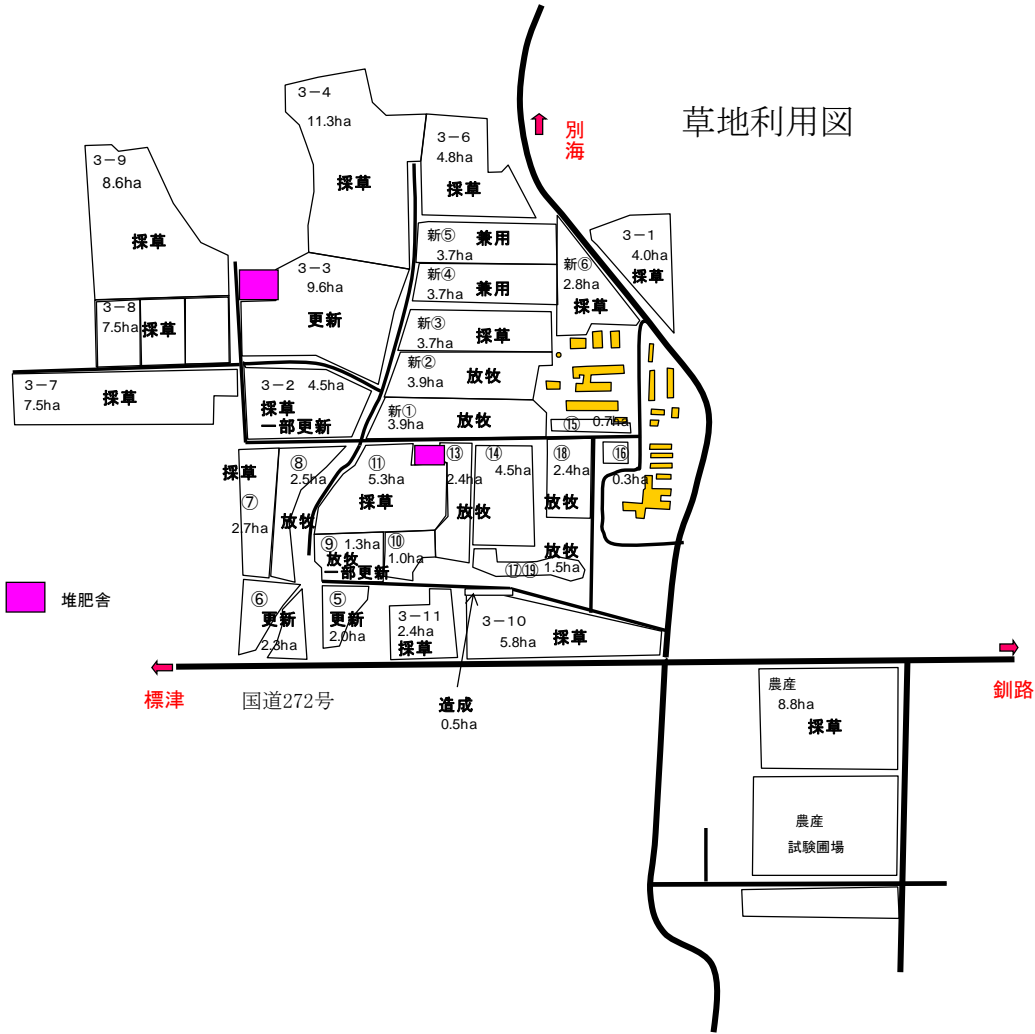 草地利用図
別海
3－4
11.3ha
採草
3－6
4.8ha
採草
3－9
8.6ha
採草
3－1
4.0ha
採草
新⑤ 兼用
3.7ha
新④
3.7ha 兼用
新⑥
2.8ha
採草
3－3
9.6ha
更新
新③
3.7ha 採草
3－8
7.5ha 採草
新②
3.9ha 放牧
3－7
7.5ha 採草
3－2 4.5ha
採草
一部更新
新①
3.9ha 放牧
⑮ 0.7ha
採草
⑦
2.7ha
⑧
2.5ha
放牧
⑪
5.3ha
採草
⑬
2.4ha
放牧
⑭
4.5ha
⑱
2.4ha
放牧
⑯
0.3ha
⑨ 1.3ha
放牧
一部更新
⑩
1.0ha
放牧
⑰⑲ 1.5ha
堆肥舎
⑥
更新
2.3ha
⑤
更新
2.0ha
3－11
2.4ha
採草
3－10
5.8ha 採草
標津
国道272号
造成
0.5ha
釧路
農産
8.8ha
採草
農産
試験圃場